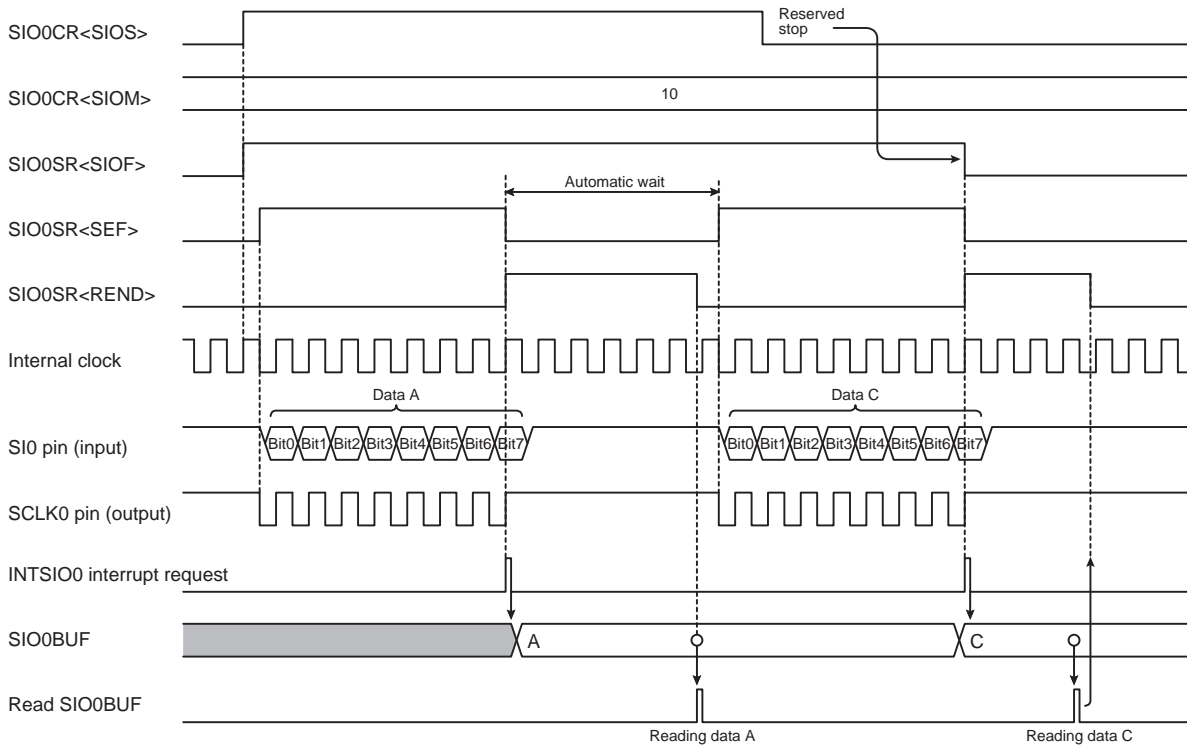 SIO0CR<SIOS>
Reserved
stop
SIO0CR<SIOM>
10
SIO0SR<SIOF>
Automatic wait
SIO0SR<SEF>
SIO0SR<REND>
Internal clock
Data A
Data C
SI0 pin (input)
Bit0 Bit1 Bit2 Bit3 Bit4 Bit5 Bit6 Bit7
Bit0 Bit1 Bit2 Bit3 Bit4 Bit5 Bit6 Bit7
SCLK0 pin (output)
INTSIO0 interrupt request
SIO0BUF
A
C
Read SIO0BUF
Reading data A
Reading data C